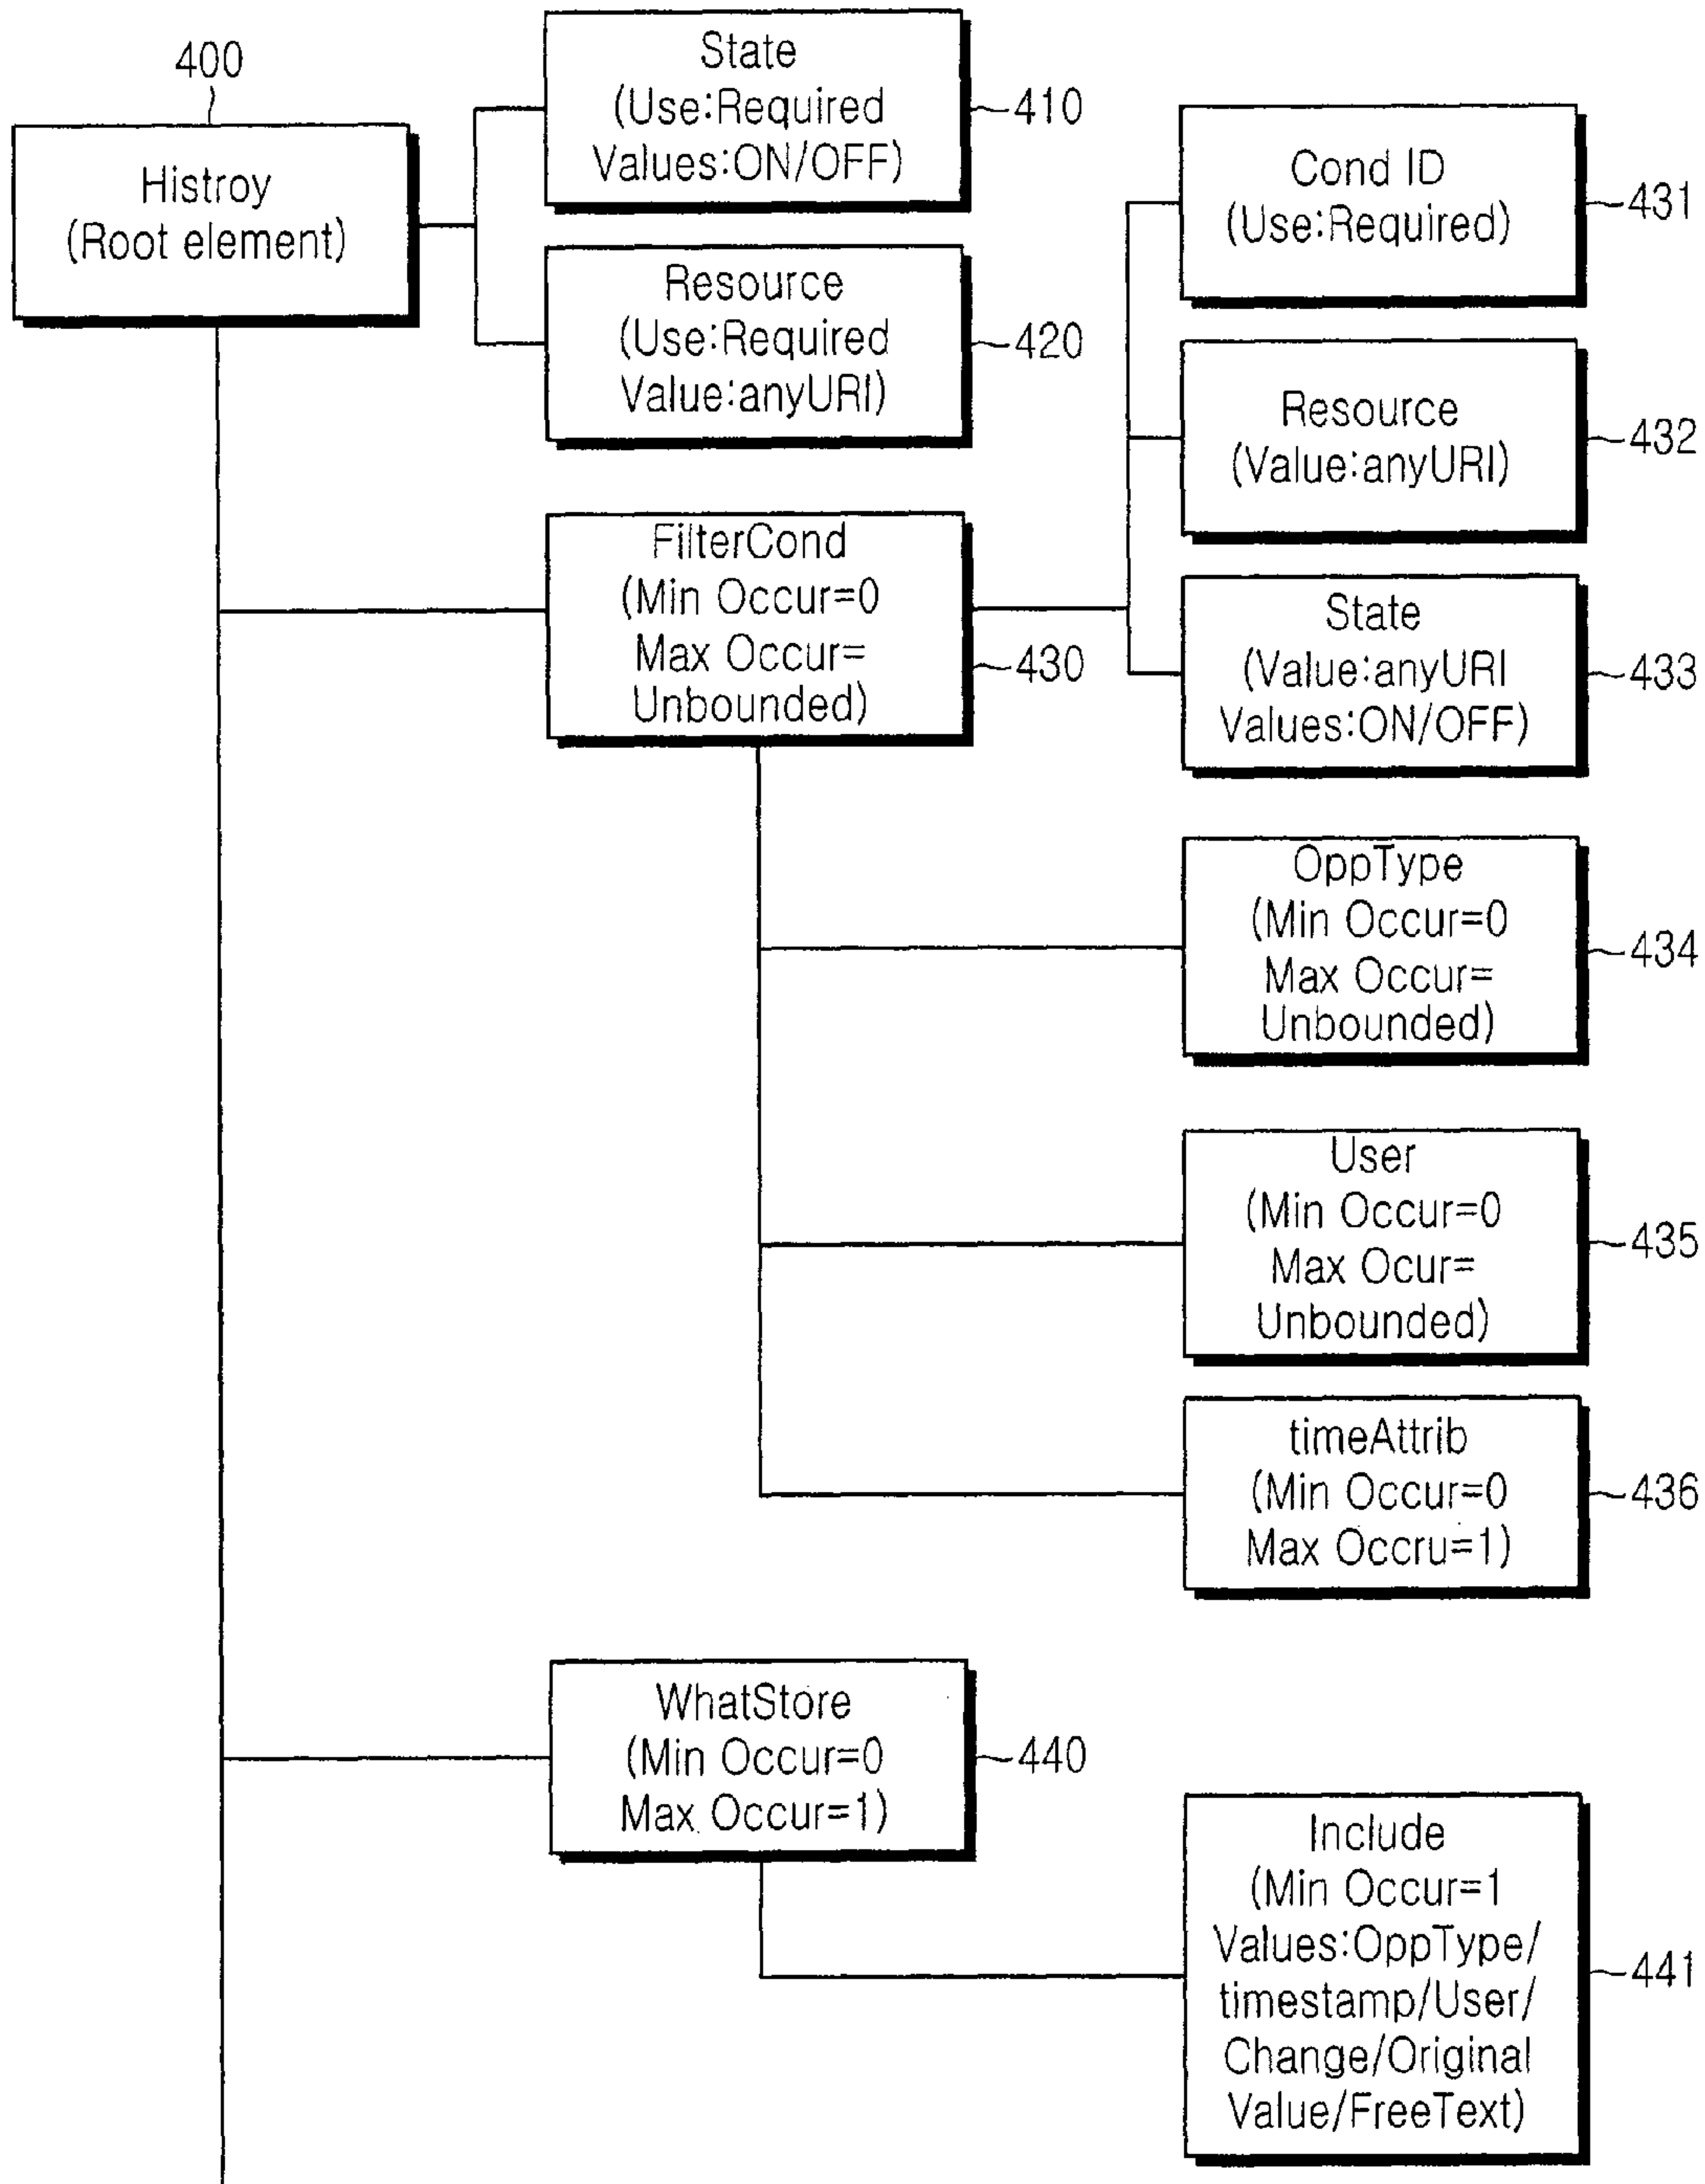 400
Histroy
(Root element)
State
(Use:Required
Values:ON/OFF)
410
Resource
(Use:Required
Value:anyURI)
420
FilterCond
(Min Occur=0
Max Occur=
Unbounded)
430
Cond ID
(Use:Required)
431
Resource
(Value:anyURI)
432
State
(Value:anyURI
Values:ON/OFF)
433
OppType
(Min Occur=0
Max Occur=
Unbounded)
434
User
(Min Occur=0
Max Ocur=
Unbounded)
435
timeAttrib
(Min Occur=0
Max Occru=1)
436
WhatStore
(Min Occur=0
Max Occur=1)
440
Include
(Min Occur=1
Values:OppType/
timestamp/User/
Change/Original
Value/FreeText)
441